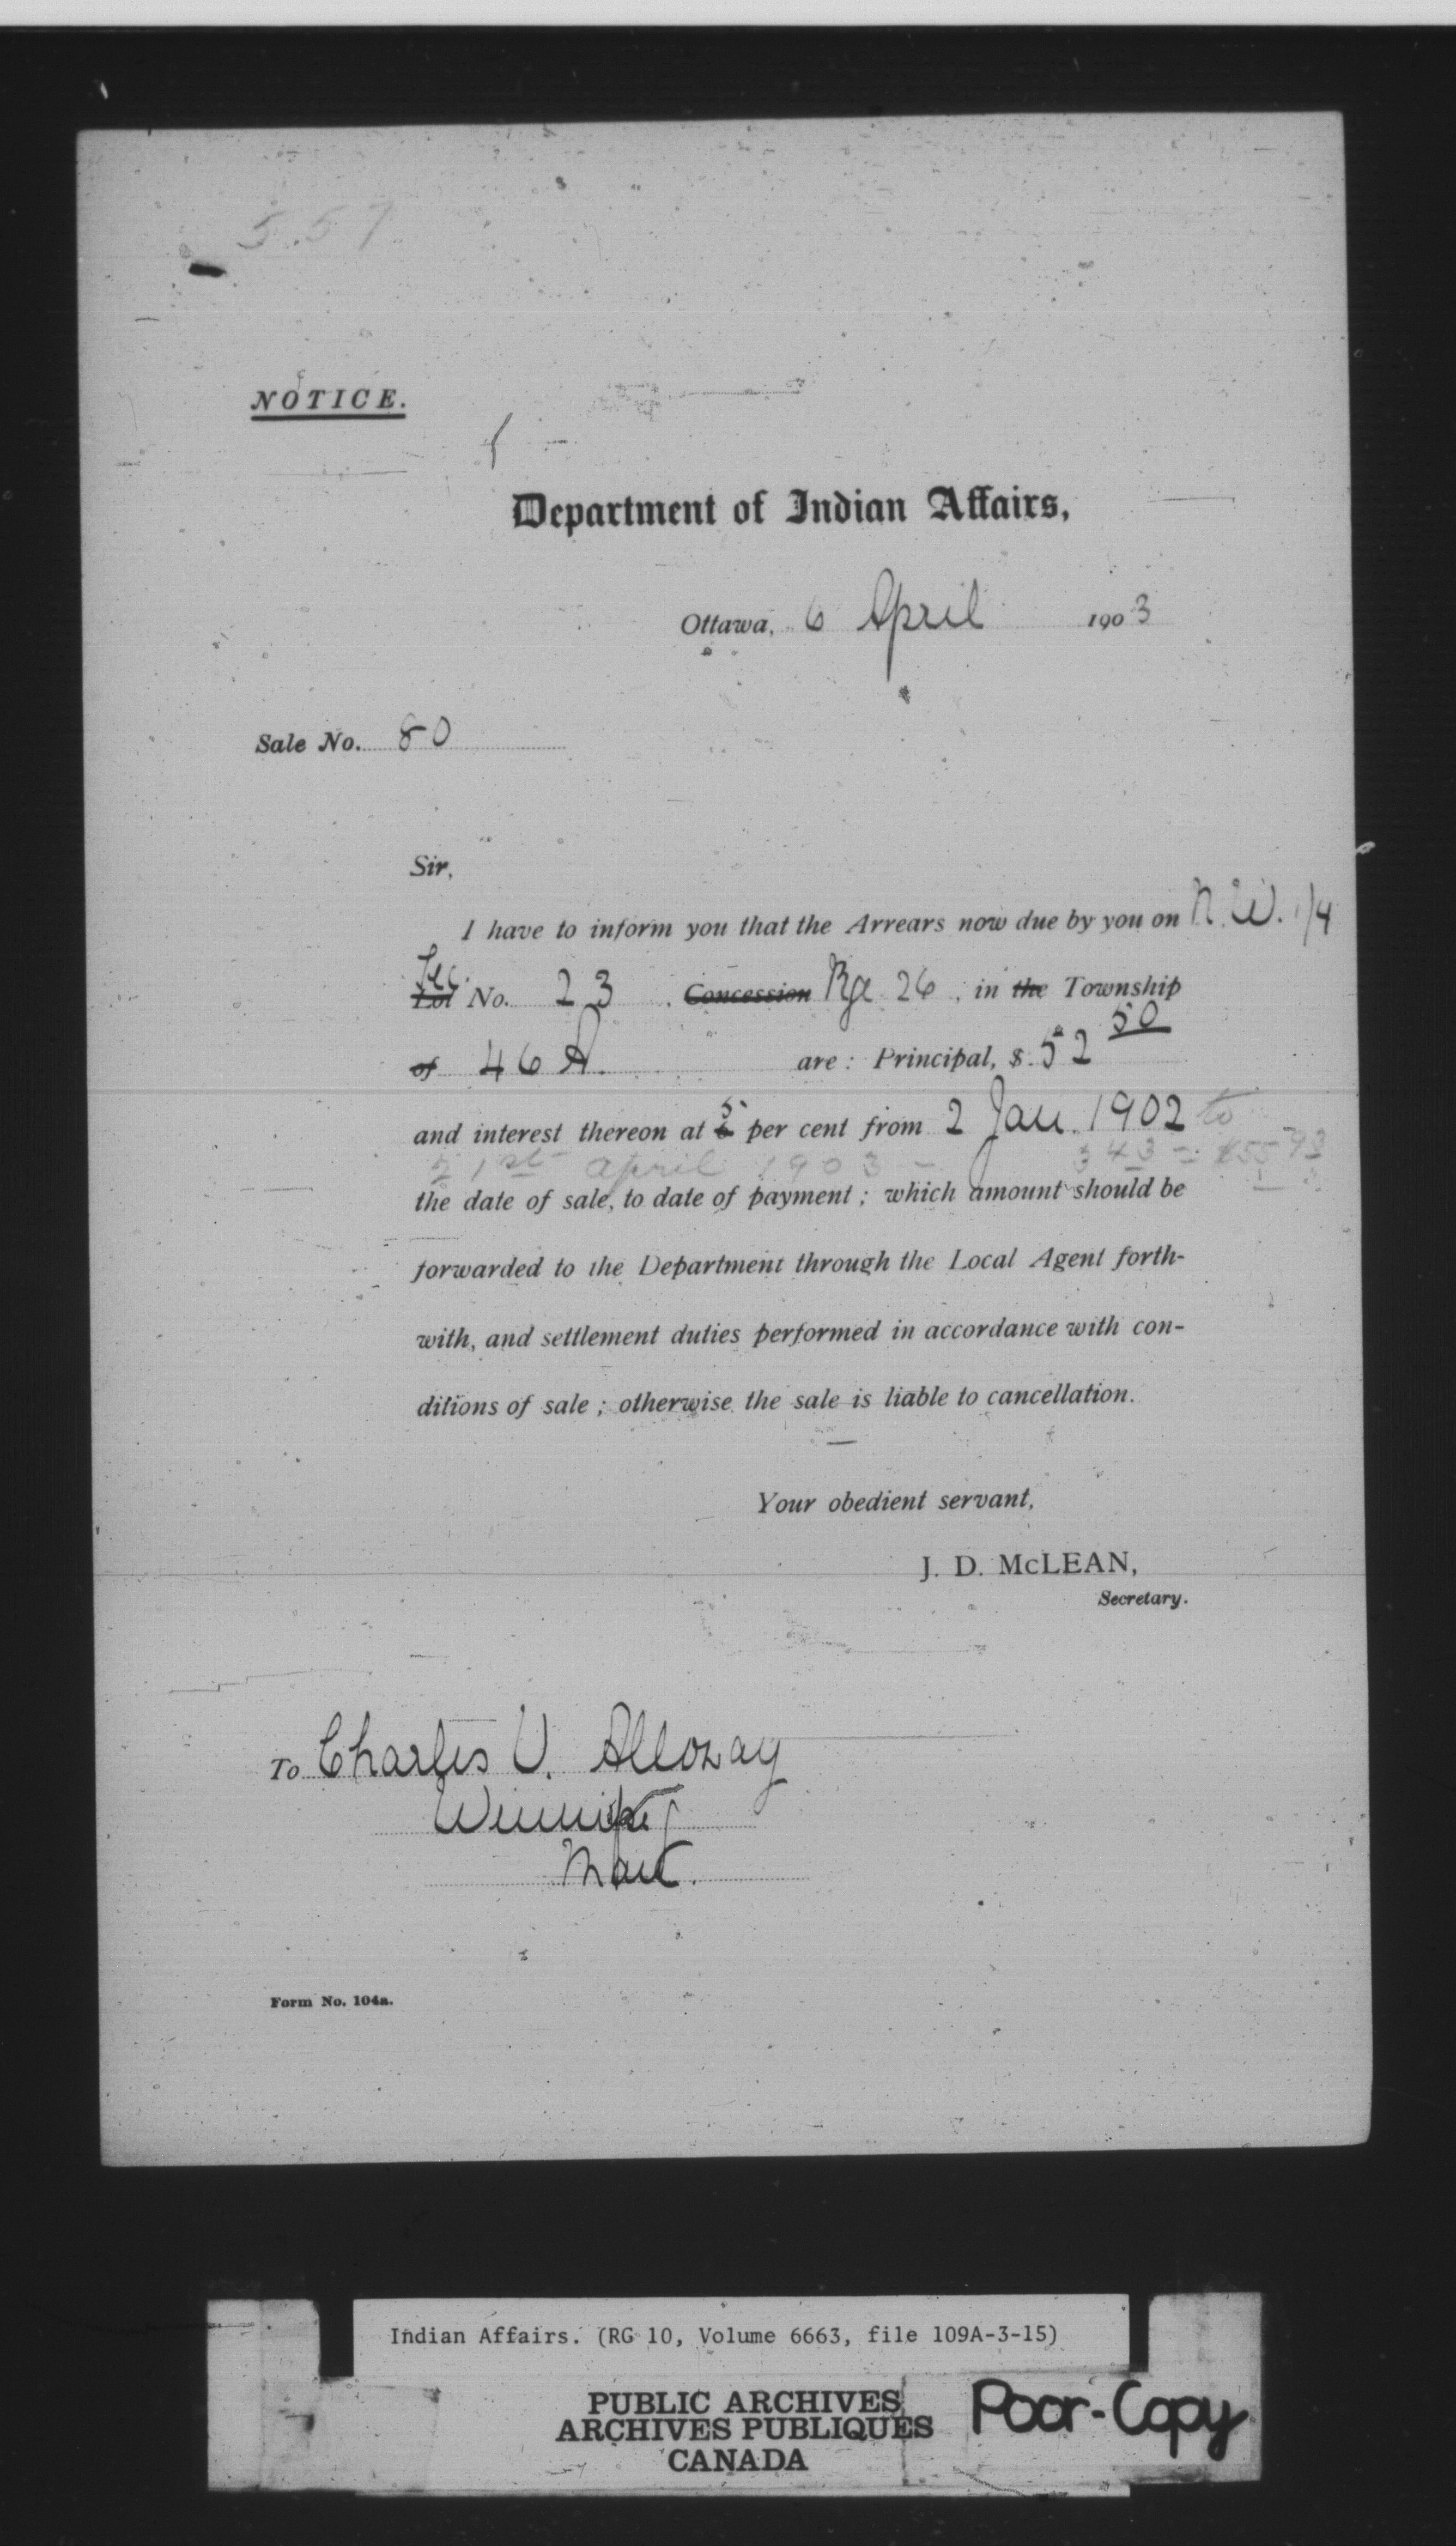 5.57
NOTICE.
Department of Indian Affairs,
Ottawa, 6 April 1903
Sale No. 80
Sir,
I have to inform you that the Arrears now due by you on N.W. 1/4
Sec.
Lot No. 23. Concession Rge 26, in the Township
of 46 A. are: Principal, $ 52 50
and interest thereon at 5 per cent from 2 Jan. 1902 to
21st April 1903 - 343 = $55 93
the date of sale, to date of payment; which amount should be
forwarded to the Department through the Local Agent forth-
with, and settlement duties performed in accordance with con-
ditions of sale; otherwise the sale is liable to cancellation.
Your obedient servant,
J. D. McLEAN,
Secretary.
To Charles V. Alloway
Winnipeg
Man.
Form No. 104a.
Indian Affairs. (RG 10, Volume 6663, file 109A-3-15)
PUBLIC ARCHIVES
ARCHIVES PUBLIQUES
CANADA
Poor-Copy